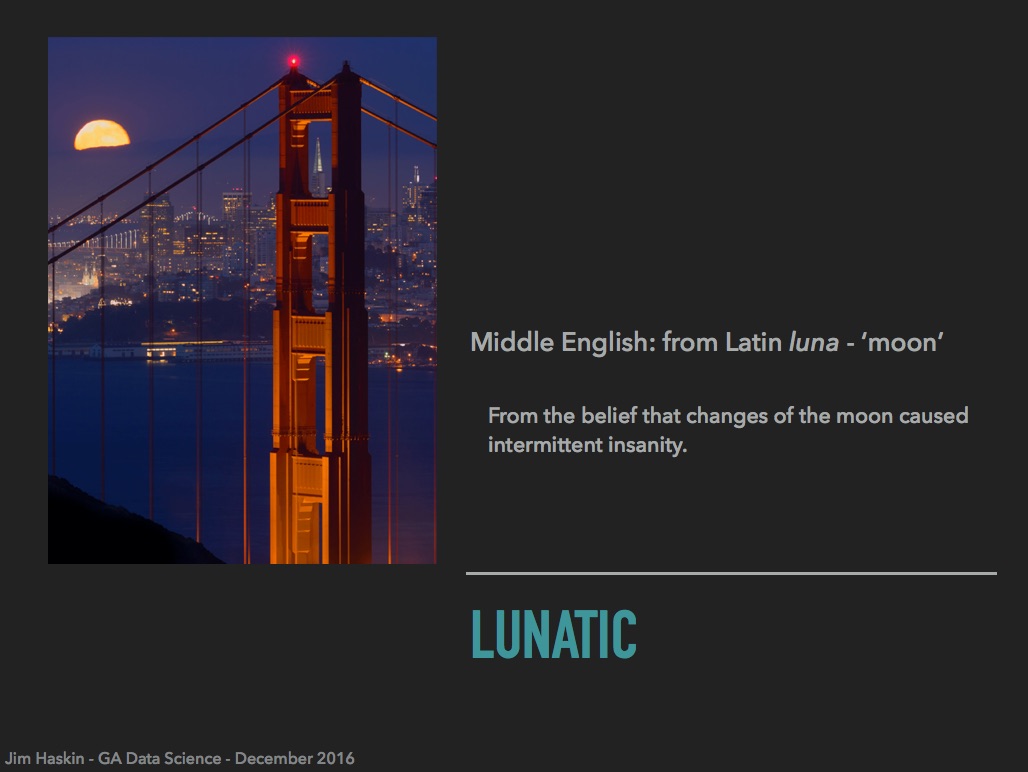 Middle English: from Latin luna - ‘moon’
From the belief that changes of the moon caused
intermittent insanity.
LUNATIC
Jim Haskin - GA Data Science - December 2016